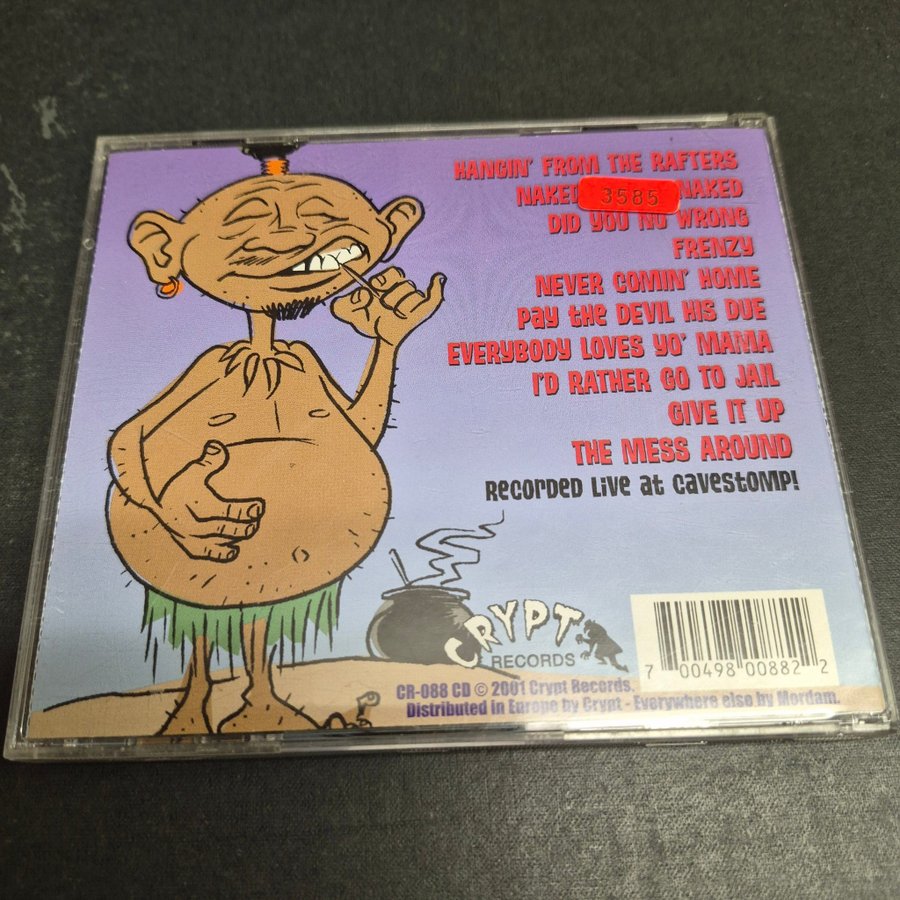 HANGIN' FROM THE RAFTERS
NAKED NAKED
3585
DID YOU NO WRONG
FRENZY
NEVER COMIN' HOME
Pay the DEVIL HIS DUE
EVERYBODY LOVES YO' MAMA
I'D RATHER GO TO JAIL
GIVE IT UP
THE MESS AROUND
RecoRDeD Live at cavestomp!
CRYPT
RECORDS
7 00498 00882 2
CR-088 CD © 2001 Crypt Records.
Distributed in Europe by Crypt - Everywhere else by Mordam.